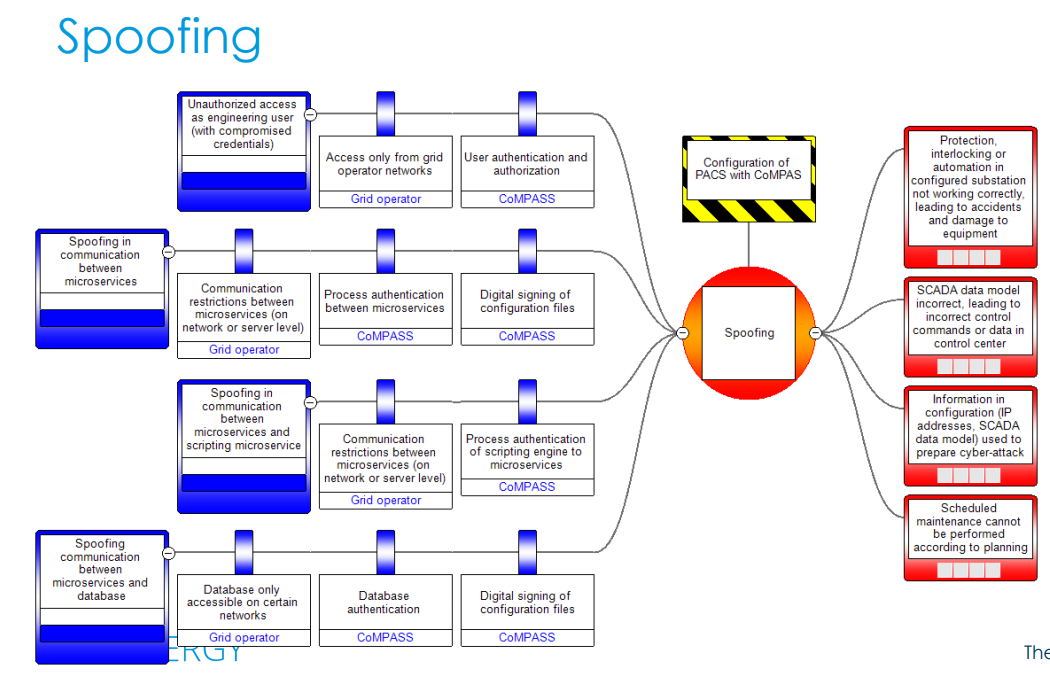 Spoofing
Unauthorized access
as engineering user
(with compromised
credentials)
Access only from grid
operator networks
Grid operator
User authentication and
authorization
CoMPASS
Spoofing in
communication
between
microservices
Communication
restrictions between
microservices (on
network or server level)
Grid operator
Process authentication
between microservices
CoMPASS
Digital signing of
configuration files
CoMPASS
Spoofing in
communication
between
microservices and
scripting microservice
Communication
restrictions between
microservices (on
network or server level)
Grid operator
Process authentication
of scripting engine to
microservices
CoMPASS
Spoofing
communication
between
microservices and
database
Database only
accessible on certain
networks
Grid operator
Database
authentication
CoMPASS
Digital signing of
configuration files
CoMPASS
Configuration of
PACS with CoMPAS
Spoofing
Protection,
interlocking or
automation in
configured substation
not working correctly,
leading to accidents
and damage to
equipment
SCADA data model
incorrect, leading to
incorrect control
commands or data in
control center
Information in
configuration (IP
addresses, SCADA
data model) used to
prepare cyber-attack
Scheduled
maintenance cannot
be performed
according to planning
ERGY
The